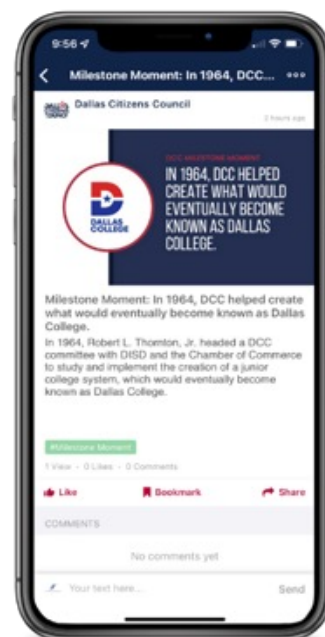 9:56
Milestone Moment: In 1964, DCC...
Dallas Citizens Council
2 hours ago
DCC MILESTONE MOMENT
IN 1964, DCC HELPED
CREATE WHAT WOULD
EVENTUALLY BECOME
KNOWN AS DALLAS
COLLEGE.
DALLAS
COLLEGE
Milestone Moment: In 1964, DCC helped create
what would eventually become known as Dallas
College.
In 1964, Robert L. Thornton, Jr. headed a DCC
committee with DISD and the Chamber of Commerce
to study and implement the creation of a junior
college system, which would eventually become
known as Dallas College.
#Milestone Moment
1 View · 0 Likes · 0 Comments
Like
Bookmark
Share
COMMENTS
No comments yet
Your text here...
Send